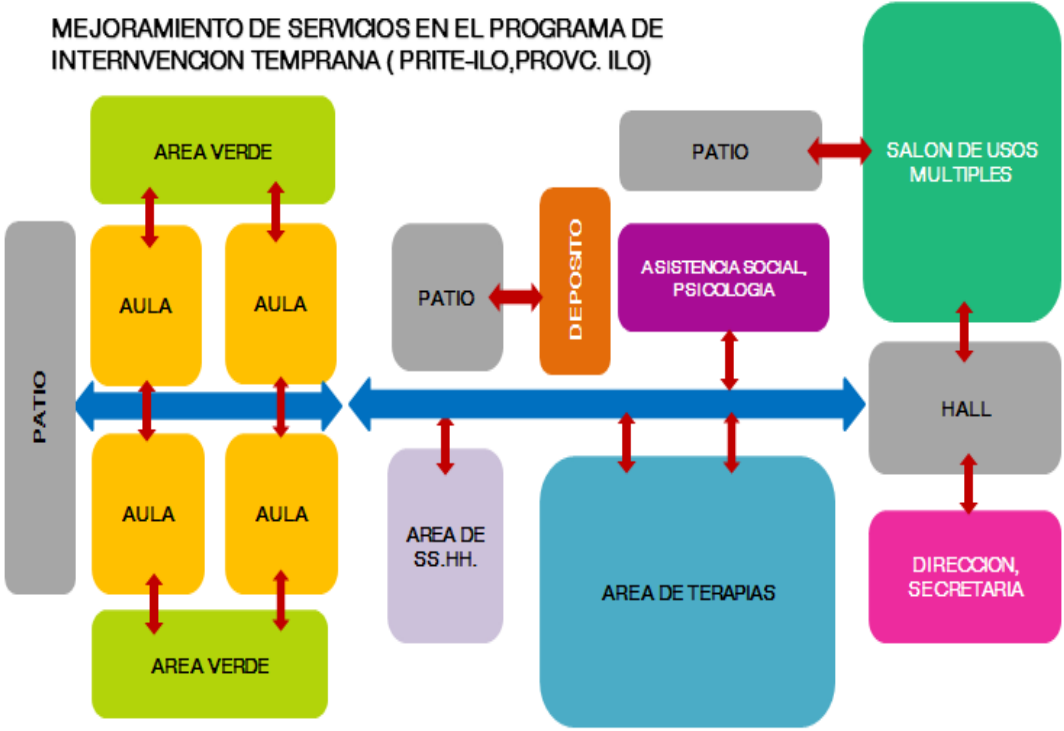 MEJORAMIENTO DE SERVICIOS EN EL PROGRAMA DE
INTERNVENCION TEMPRANA ( PRITE-ILO,PROVC. ILO)
AREA VERDE
PATIO
SALON DE USOS
MULTIPLES
AULA
AULA
PATIO
DEPOSITO
ASISTENCIA SOCIAL,
PSICOLOGIA
PATIO
HALL
AULA
AULA
AREA DE
SS.HH.
AREA DE TERAPIAS
DIRECCION,
SECRETARIA
AREA VERDE